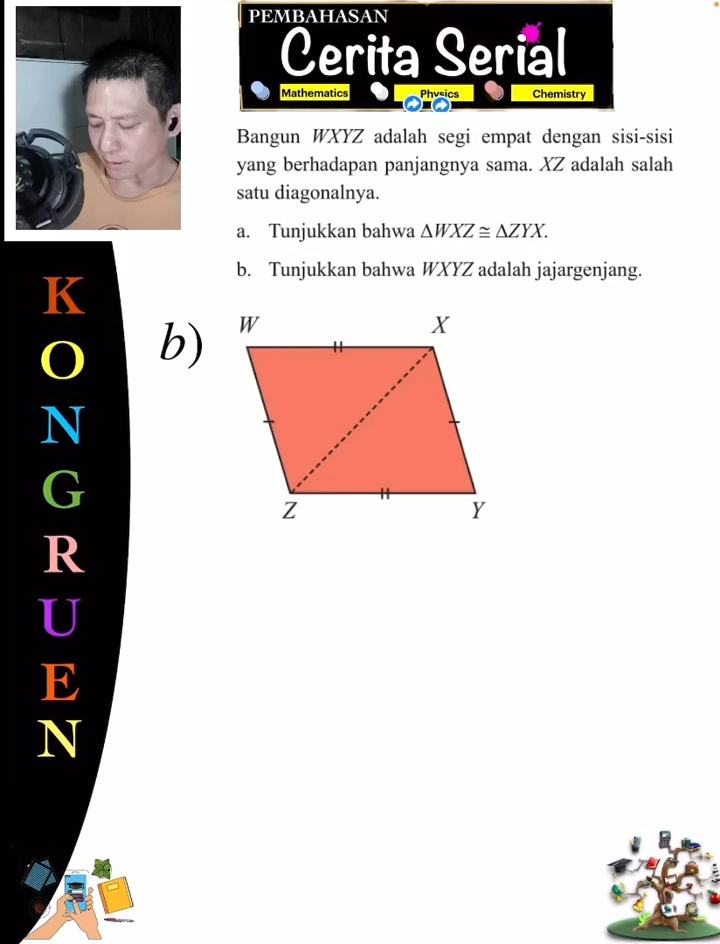 PEMBAHASAN
Cerita Serial
Mathematics Physics Chemistry
Bangun WXYZ adalah segi empat dengan sisi-sisi
yang berhadapan panjangnya sama. XZ adalah salah
satu diagonalnya.
a. Tunjukkan bahwa ΔWXZ ≅ ΔZYX.
b. Tunjukkan bahwa WXYZ adalah jajargenjang.
K
O
N
G
R
U
E
N
b)
W X
Z Y